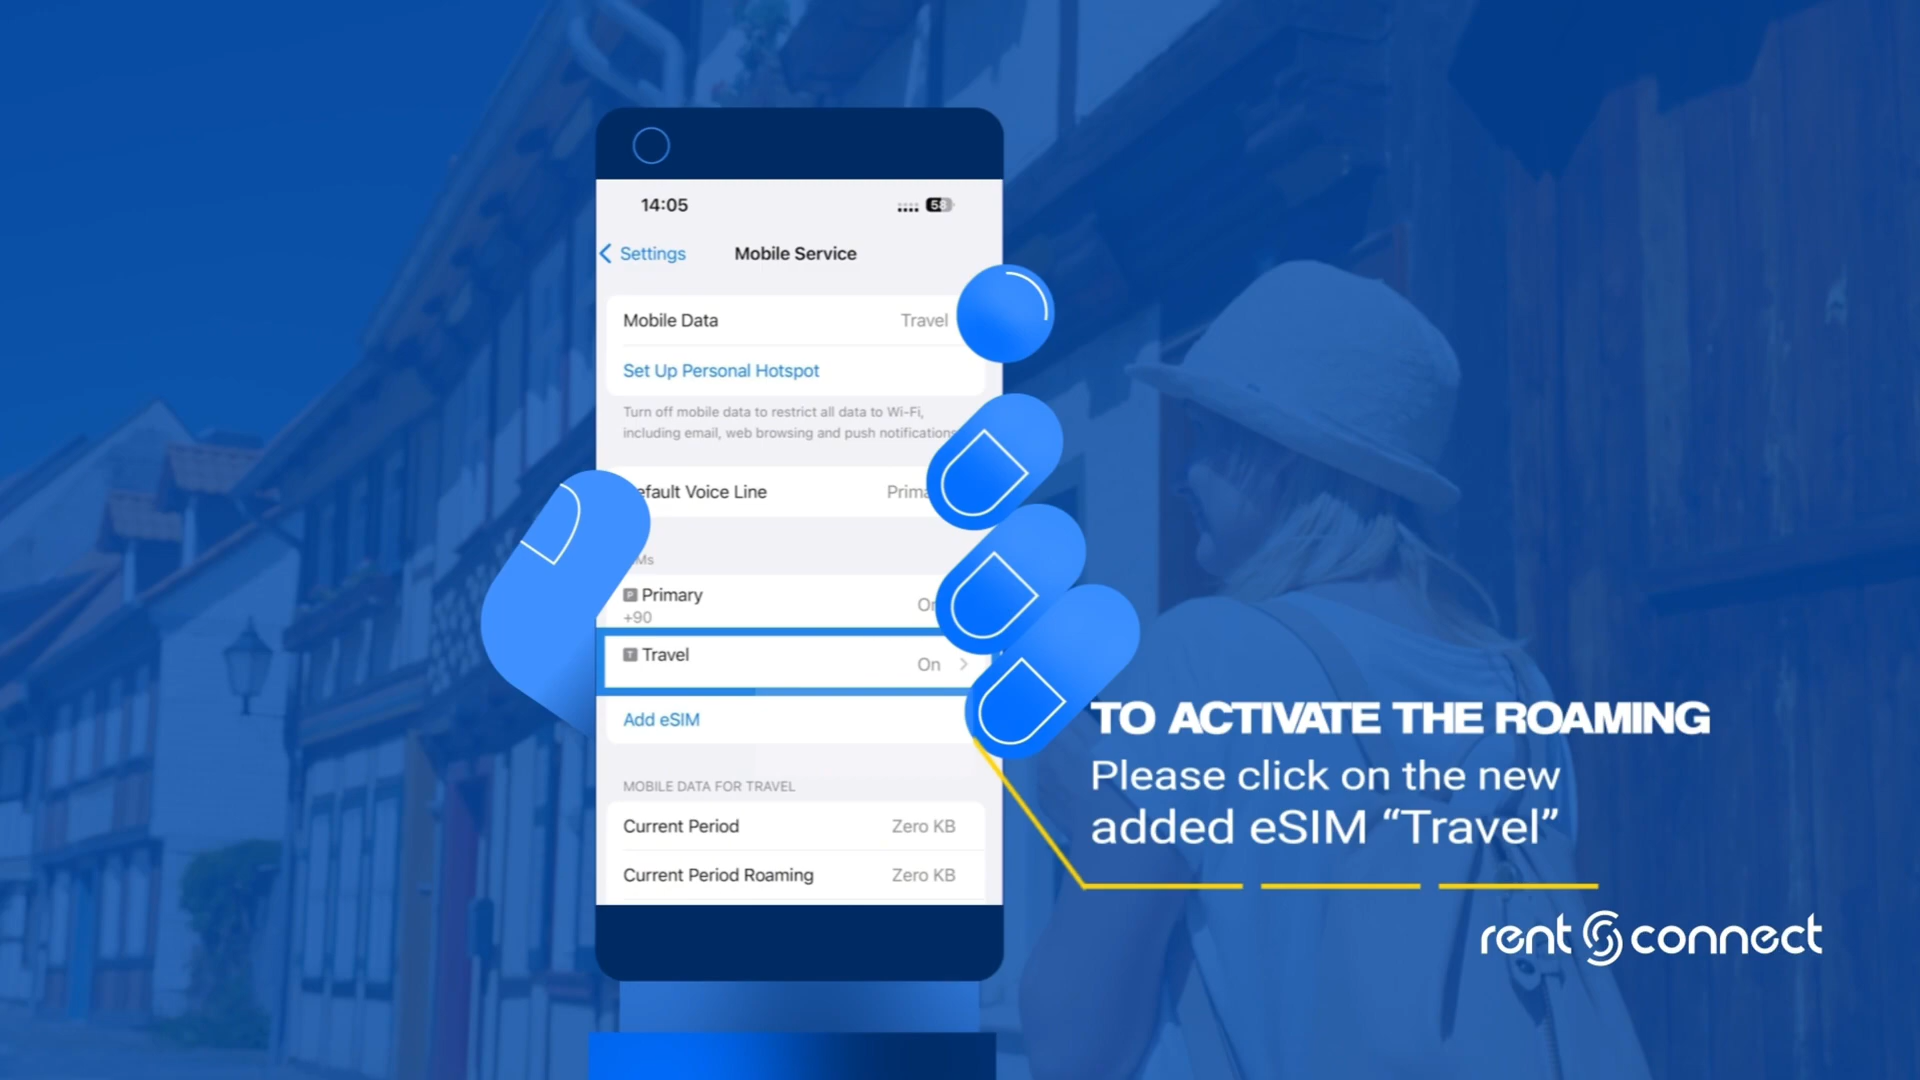 14:05
58
Settings
Mobile Service
Mobile Data
Travel
Set Up Personal Hotspot
Turn off mobile data to restrict all data to Wi-Fi,
including email, web browsing and push notifications
Voice Line
P Primary
+90
T Travel
On
Add eSIM
MOBILE DATA FOR TRAVEL
Current Period
Zero KB
Current Period Roaming
Zero KB
TO ACTIVATE THE ROAMING
Please click on the new
added eSIM “Travel”
rent connect